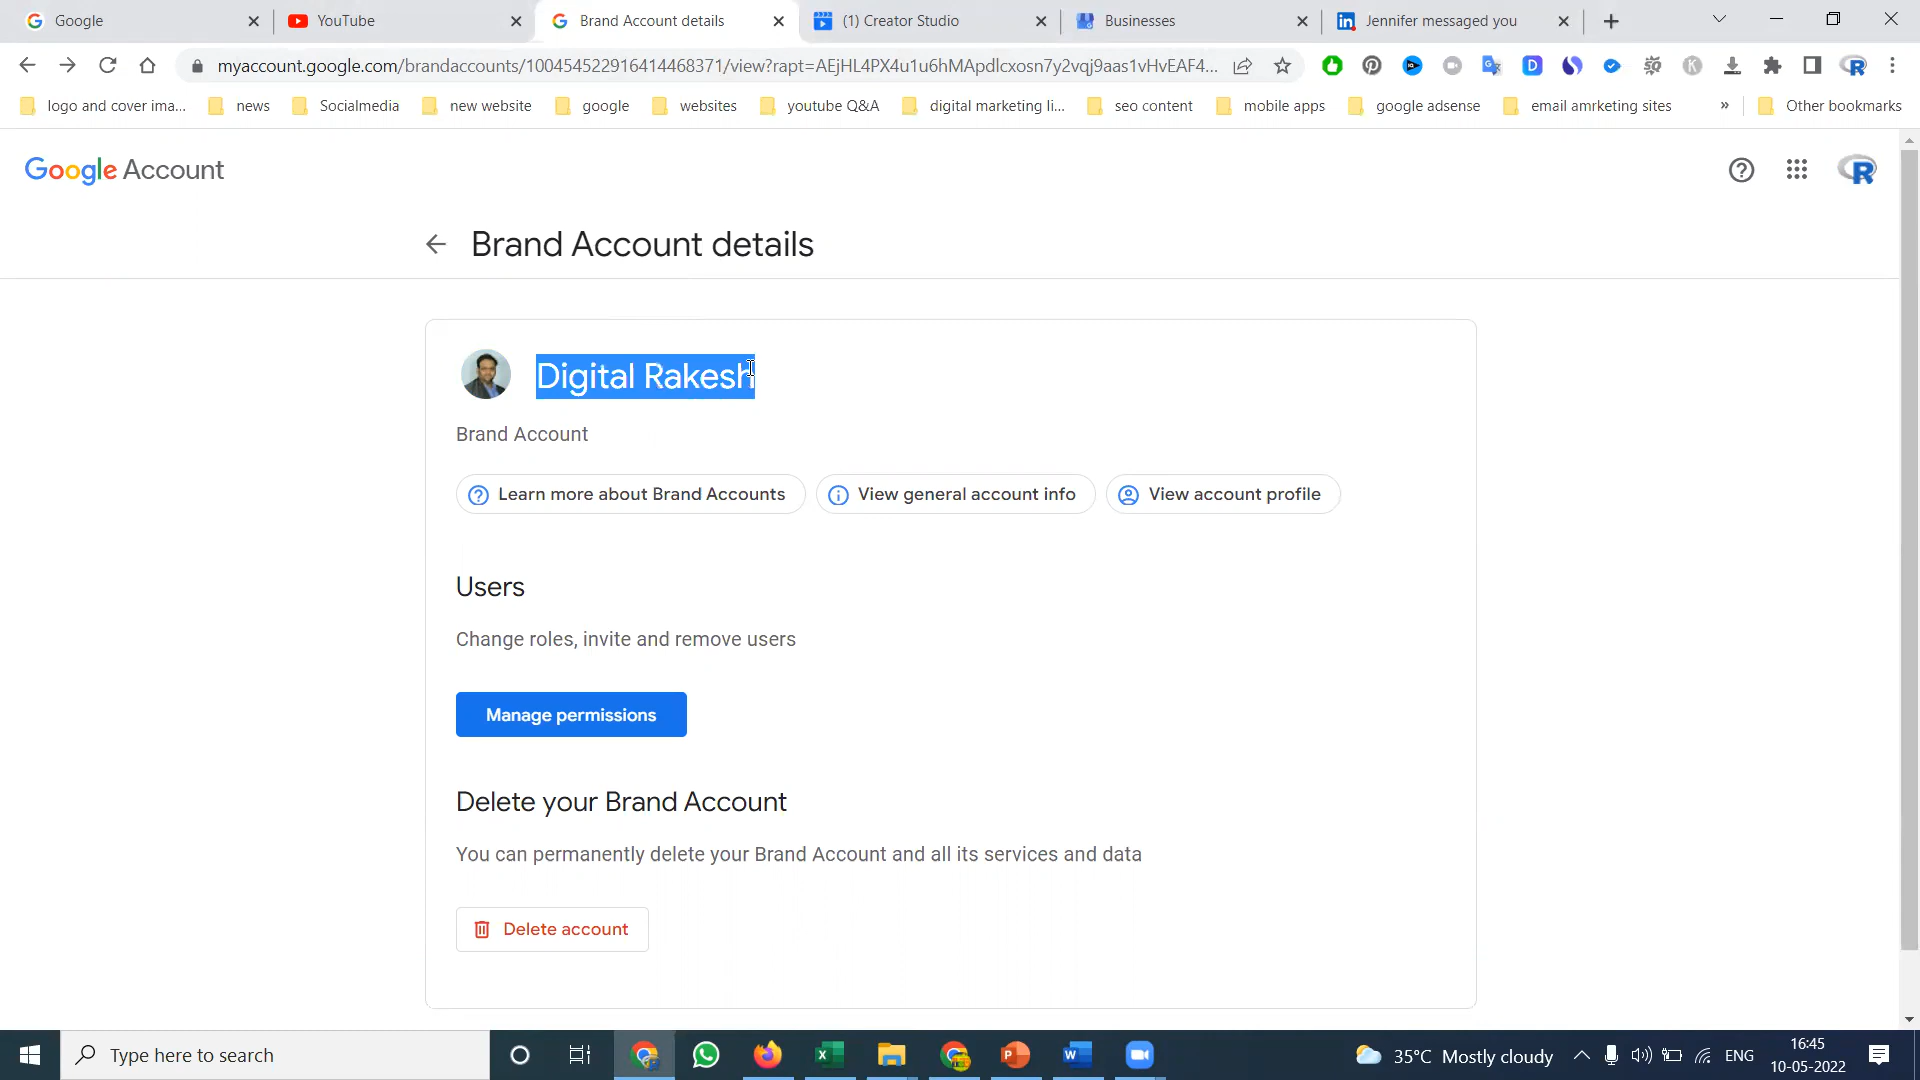 Google
YouTube
Brand Account details
(1) Creator Studio
Businesses
Jennifer messaged you
myaccount.google.com/brandaccounts/100454522916414468371/view?rapt=AEjHL4PX4u1u6hMApdlcxosn7y2vqj9aas1vHvEAF4...
logo and cover ima...
news
Socialmedia
new website
google
websites
youtube Q&A
digital marketing li...
seo content
mobile apps
google adsense
email amrketing sites
»
Other bookmarks
Google Account
Brand Account details
Digital Rakesh
Brand Account
Learn more about Brand Accounts
View general account info
View account profile
Users
Change roles, invite and remove users
Manage permissions
Delete your Brand Account
You can permanently delete your Brand Account and all its services and data
Delete account
Type here to search
35°C Mostly cloudy
ENG
16:45
10-05-2022